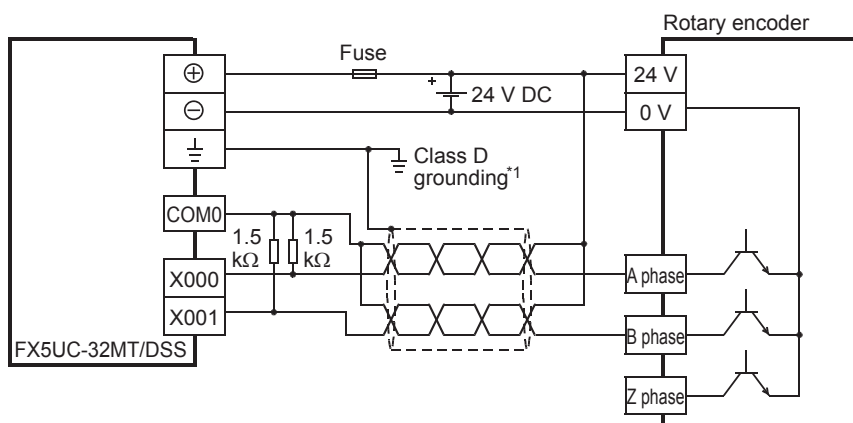 Rotary encoder
Fuse
⊕
24 V
+
24 V DC
⊖
0 V
Class D
grounding*1
COM0
1.5
kΩ
1.5
kΩ
X000
A phase
X001
B phase
FX5UC-32MT/DSS
Z phase